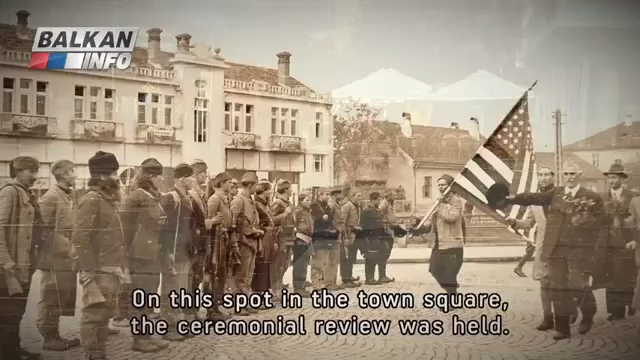 BALKAN
INFO
On this spot in the town square,
the ceremonial review was held.